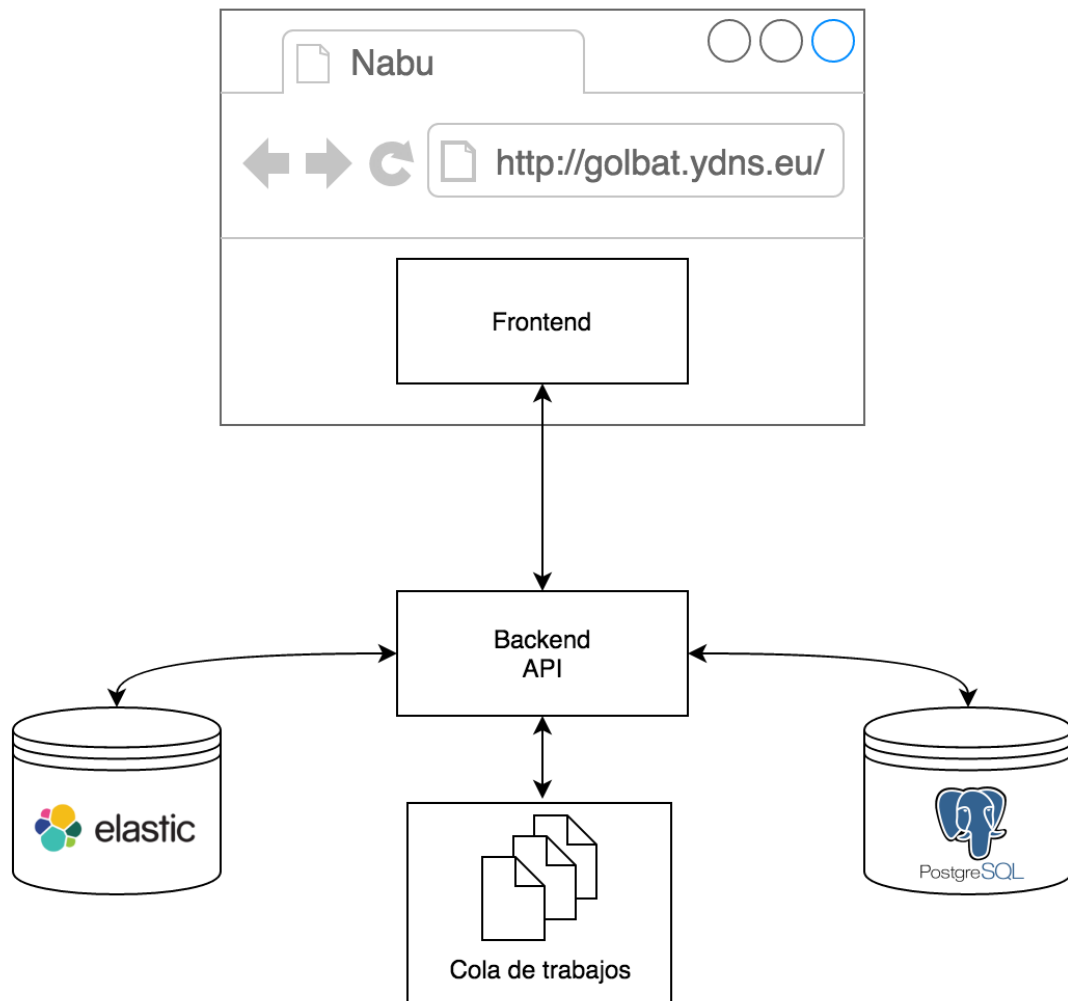 Nabu
http://golbat.ydns.eu/
Frontend
Backend
API
elastic
PostgreSQL
Cola de trabajos